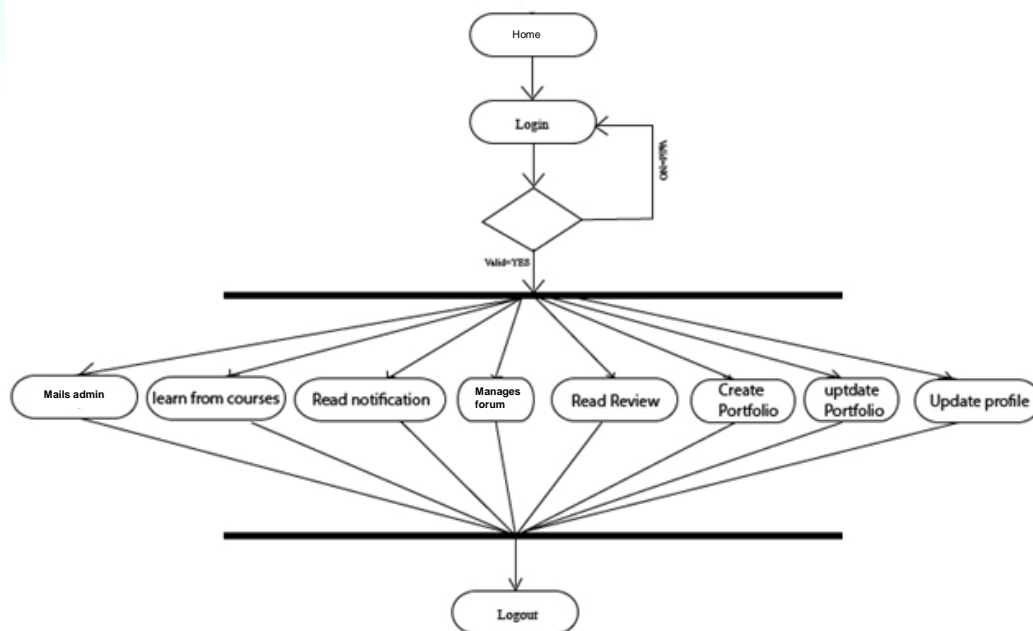 Home
Login
Valid=NO
Valid=YES
Mails admin
learn from courses
Read notification
Manages
forum
Read Review
Create
Portfolio
uptdate
Portfolio
Update profile
Logout